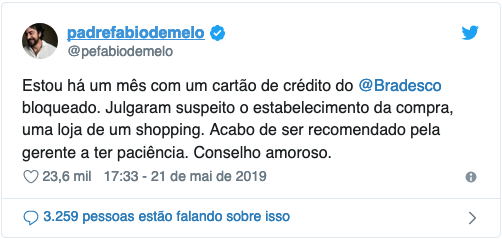 padrefabiodemelo
@pefabiodemelo
Estou há um mês com um cartão de crédito do @Bradesco
bloqueado. Julgaram suspeito o estabelecimento da compra,
uma loja de um shopping. Acabo de ser recomendado pela
gerente a ter paciência. Conselho amoroso.
23,6 mil 17:33 - 21 de mai de 2019
3.259 pessoas estão falando sobre isso